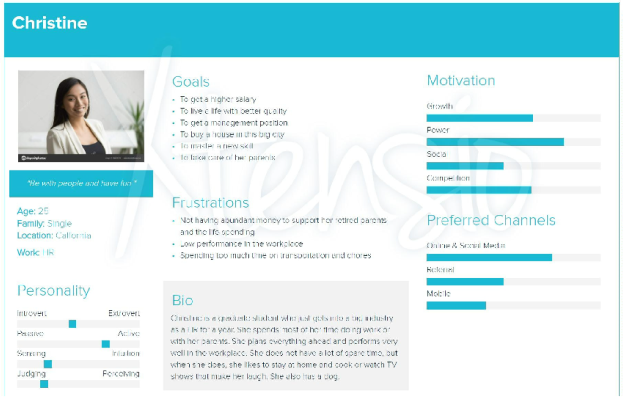 Christine
"Be with people and have fun."
Age: 25
Family: Single
Location: California
Work: HR
Personality
Introvert Extrovert
Passive Active
Sensing Intuition
Judging Perceiving
Goals
To get a higher salary
To live a life with better quality
To get a management position
To buy a house in this big city
To master a new skill
To take care of her parents
Frustrations
Not having abundant money to support her retired parents
and the life spending
Low performance in the workplace
Spending too much time on transportation and chores
Bio
Christine is a graduate student who just gets into a big industry
as a HR for a year. She spends most of her time doing work or
with her parents. She plans everything ahead and performs very
well in the workplace. She does not have a lot of spare time, but
when she does, she likes to stay at home and cook or watch TV
shows that make her laugh. She also has a dog.
Motivation
Growth
Power
Social
Competition
Preferred Channels
Online & Social Media
Referral
Mobile
Xtensio